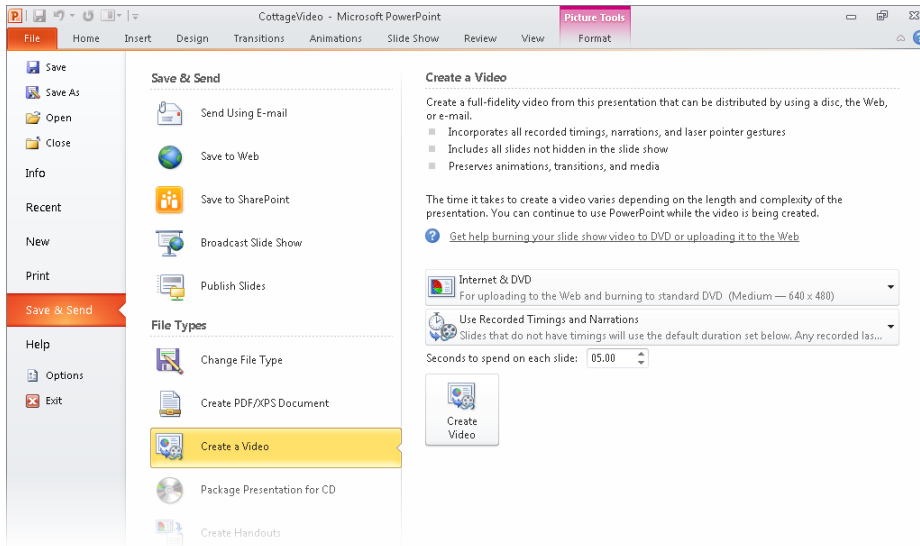 CottageVideo - Microsoft PowerPoint
Picture Tools
File Home Insert Design Transitions Animations Slide Show Review View Format
Save
Save As
Open
Close
Info
Recent
New
Print
Save & Send
Help
Options
Exit
Save & Send
Send Using E-mail
Save to Web
Save to SharePoint
Broadcast Slide Show
Publish Slides
File Types
Change File Type
Create PDF/XPS Document
Create a Video
Package Presentation for CD
Create Handouts
Create a Video
Create a full-fidelity video from this presentation that can be distributed by using a disc, the Web,
or e-mail.
Incorporates all recorded timings, narrations, and laser pointer gestures
Includes all slides not hidden in the slide show
Preserves animations, transitions, and media
The time it takes to create a video varies depending on the length and complexity of the
presentation. You can continue to use PowerPoint while the video is being created.
Get help burning your slide show video to DVD or uploading it to the Web
Internet & DVD
For uploading to the Web and burning to standard DVD (Medium — 640 x 480)
Use Recorded Timings and Narrations
Slides that do not have timings will use the default duration set below. Any recorded las...
Seconds to spend on each slide: 05.00
Create
Video